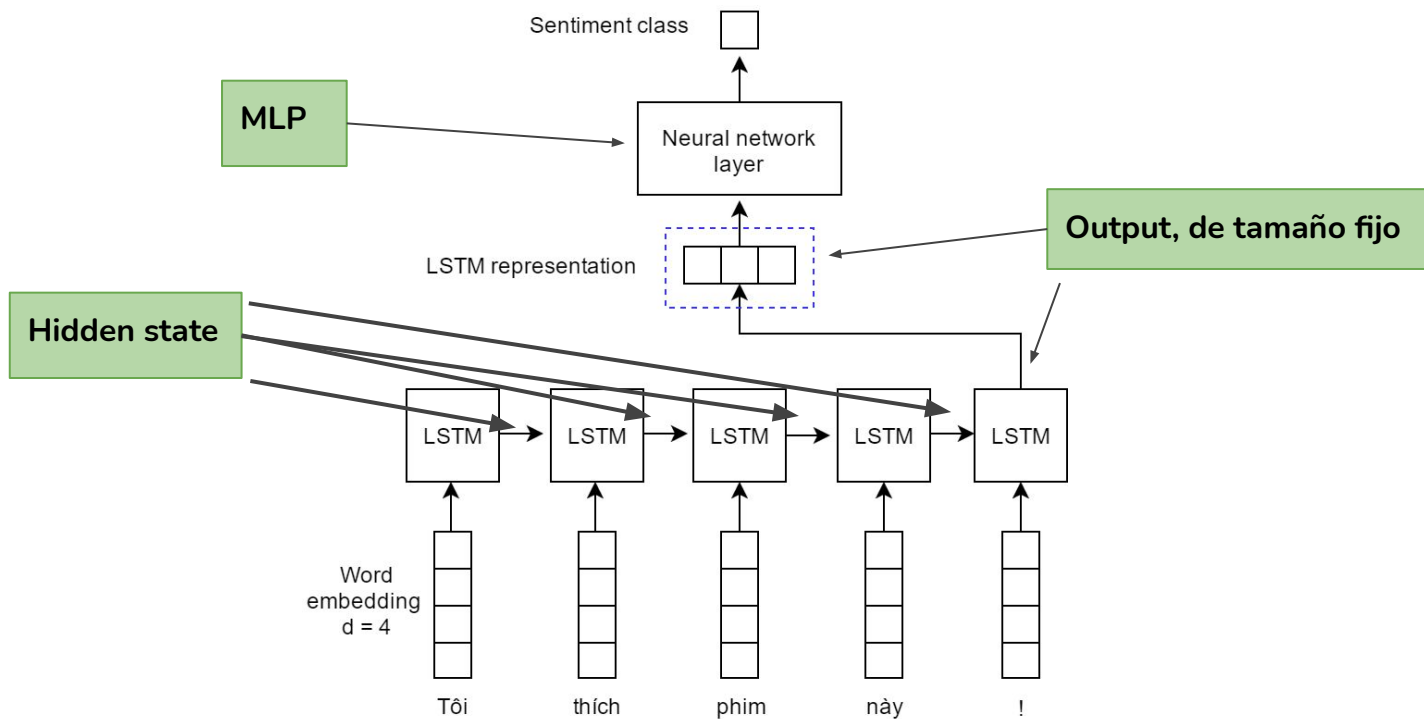 Sentiment class
MLP
Neural network
layer
Output, de tamaño fijo
LSTM representation
Hidden state
LSTM
LSTM
LSTM
LSTM
LSTM
Word
embedding
d = 4
Tôi
thích
phim
này
!